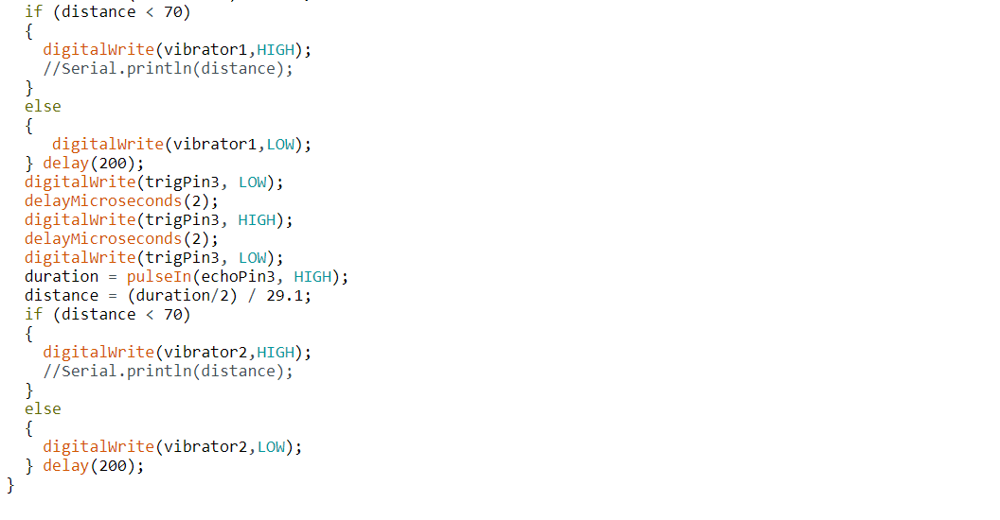 if (distance < 70)
{
digitalWrite(vibrator1,HIGH);
//Serial.println(distance);
}
else
{
digitalWrite(vibrator1,LOW);
} delay(200);
digitalWrite(trigPin3, LOW);
delayMicroseconds(2);
digitalWrite(trigPin3, HIGH);
delayMicroseconds(2);
digitalWrite(trigPin3, LOW);
duration = pulseIn(echoPin3, HIGH);
distance = (duration/2) / 29.1;
if (distance < 70)
{
digitalWrite(vibrator2,HIGH);
//Serial.println(distance);
}
else
{
digitalWrite(vibrator2,LOW);
} delay(200);
}